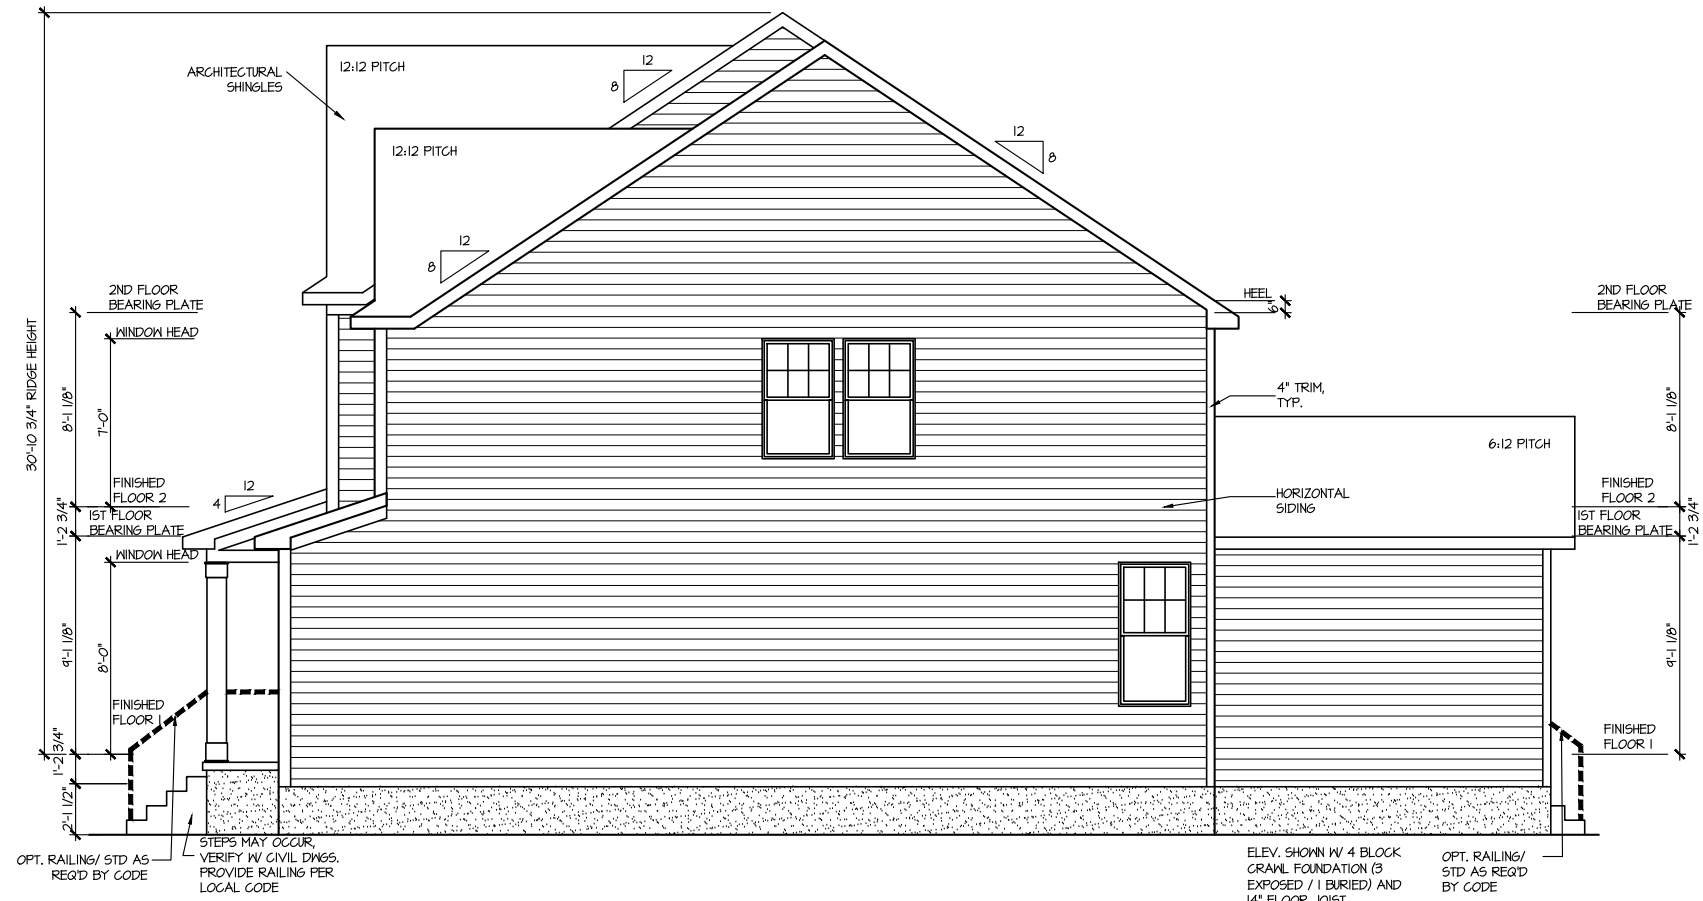 12:12 PITCH
12
8
ARCHITECTURAL
SHINGLES
12:12 PITCH
12
8
12
8
2ND FLOOR
BEARING PLATE
HEEL
6"
2ND FLOOR
BEARING PLATE
WINDOW HEAD
30'-10 3/4" RIDGE HEIGHT
8'-1 1/8"
7'-0"
4" TRIM,
TYP.
8'-1 1/8"
6:12 PITCH
FINISHED
FLOOR 2
12
4
HORIZONTAL
SIDING
FINISHED
FLOOR 2
1'-2 3/4"
1ST FLOOR
BEARING PLATE
1ST FLOOR
BEARING PLATE
1'-2 3/4"
WINDOW HEAD
9'-1 1/8"
8'-0"
9'-1 1/8"
FINISHED
FLOOR 1
FINISHED
FLOOR 1
1'-2 3/4"
2'-11 1/2"
STEPS MAY OCCUR,
VERIFY W/ CIVIL DWGS.
PROVIDE RAILING PER
LOCAL CODE
OPT. RAILING/ STD AS
REQ'D BY CODE
ELEV. SHOWN W/ 4 BLOCK
CRAWL FOUNDATION (3
EXPOSED / 1 BURIED) AND
14" FLOOR JOIST
OPT. RAILING/
STD AS REQ'D
BY CODE